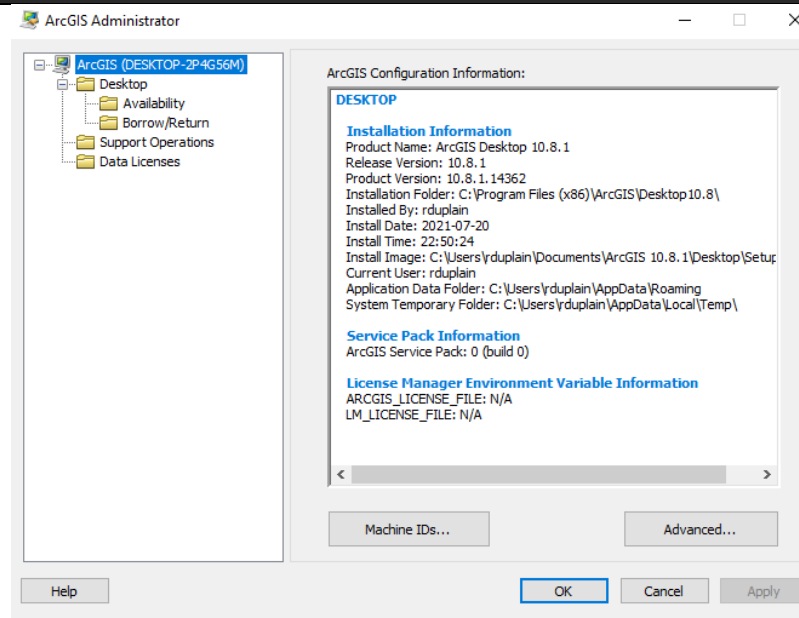 ArcGIS Administrator
ArcGIS (DESKTOP-2P4G56M)
Desktop
Availability
Borrow/Return
Support Operations
Data Licenses
ArcGIS Configuration Information:
DESKTOP
Installation Information
Product Name: ArcGIS Desktop 10.8.1
Release Version: 10.8.1
Product Version: 10.8.1.14362
Installation Folder: C:\Program Files (x86)\ArcGIS\Desktop10.8\
Installed By: rduplain
Install Date: 2021-07-20
Install Time: 22:50:24
Install Image: C:\Users\rduplain\Documents\ArcGIS 10.8.1\Desktop\Setup
Current User: rduplain
Application Data Folder: C:\Users\rduplain\AppData\Roaming
System Temporary Folder: C:\Users\rduplain\AppData\Local\Temp\
Service Pack Information
ArcGIS Service Pack: 0 (build 0)
License Manager Environment Variable Information
ARCGIS_LICENSE_FILE: N/A
LM_LICENSE_FILE: N/A
Machine IDs...
Advanced...
Help
OK
Cancel
Apply